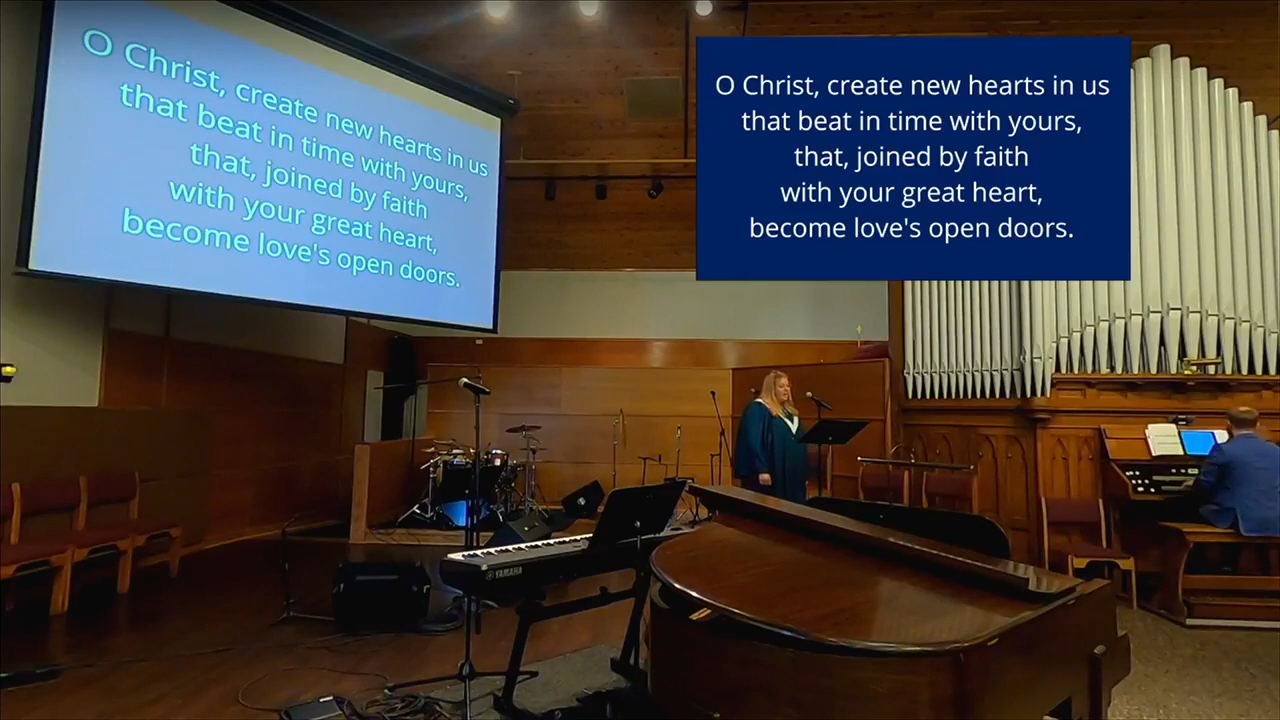 O Christ, create new hearts in us
that beat in time with yours,
that, joined by faith
with your great heart,
become love's open doors.
O Christ, create new hearts in us
that beat in time with yours,
that, joined by faith
with your great heart,
become love's open doors.
YAMAHA